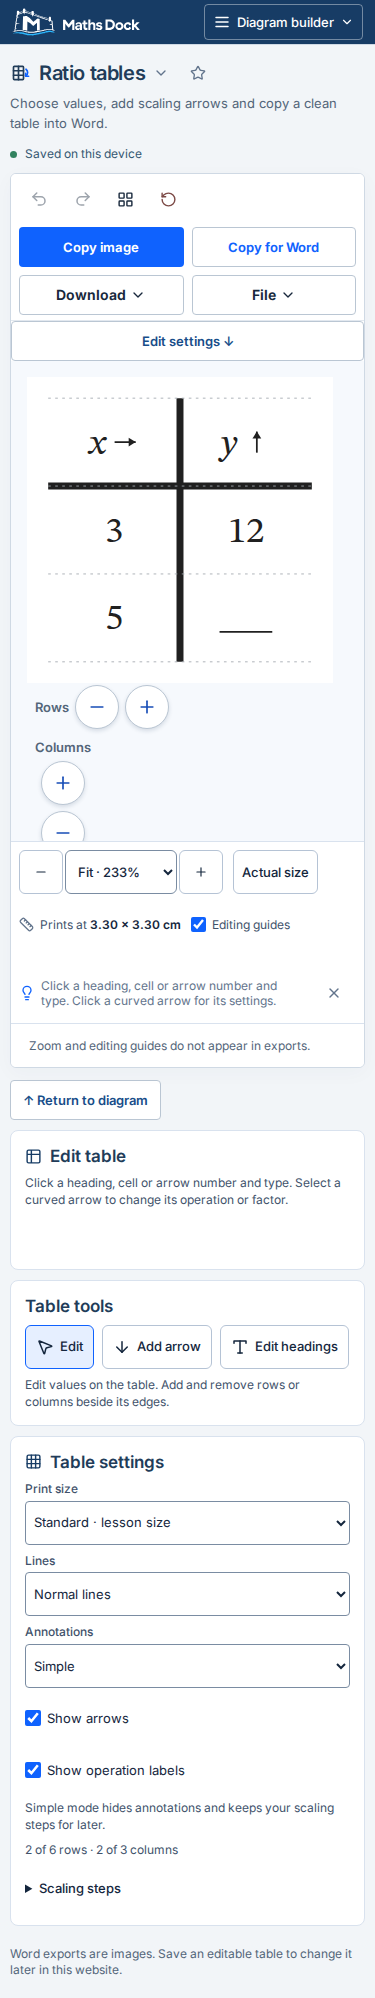 Maths Dock
Diagram builder
Ratio tables
Choose values, add scaling arrows and copy a clean
table into Word.
Saved on this device
Copy image
Copy for Word
Download
File
Edit settings ↓
x → y ↑
3 12
5 ___
Rows − +
Columns
+
−
− Fit · 233% + Actual size
Prints at 3.30 × 3.30 cm Editing guides
Click a heading, cell or arrow number and
type. Click a curved arrow for its settings.
Zoom and editing guides do not appear in exports.
↑ Return to diagram
Edit table
Click a heading, cell or arrow number and type. Select a
curved arrow to change its operation or factor.
Table tools
Edit
Add arrow
Edit headings
Edit values on the table. Add and remove rows or
columns beside its edges.
Table settings
Print size
Standard · lesson size
Lines
Normal lines
Annotations
Simple
Show arrows
Show operation labels
Simple mode hides annotations and keeps your scaling
steps for later.
2 of 6 rows · 2 of 3 columns
Scaling steps
Word exports are images. Save an editable table to change it
later in this website.